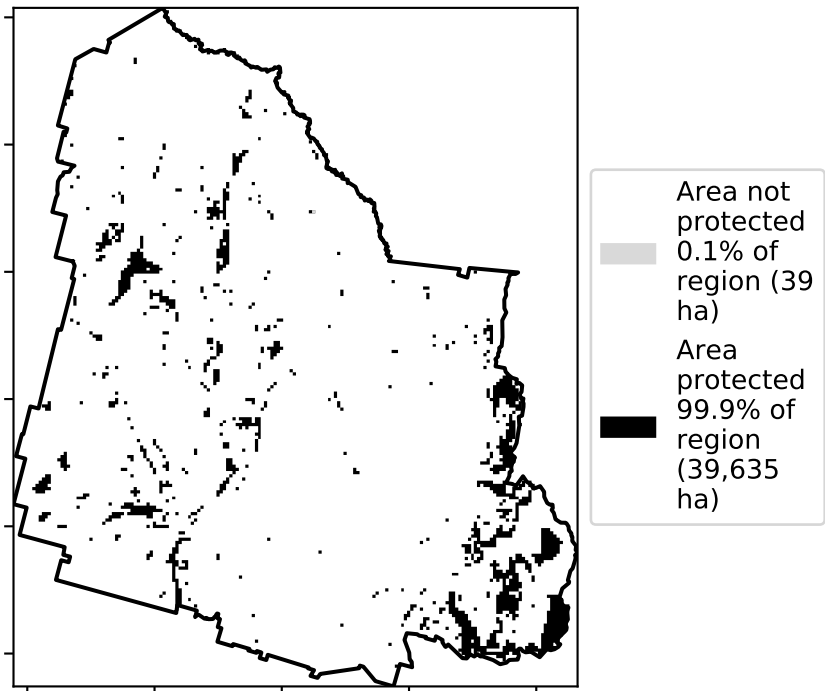 Area not
protected
0.1% of
region (39
ha)
Area
protected
99.9% of
region
(39,635
ha)